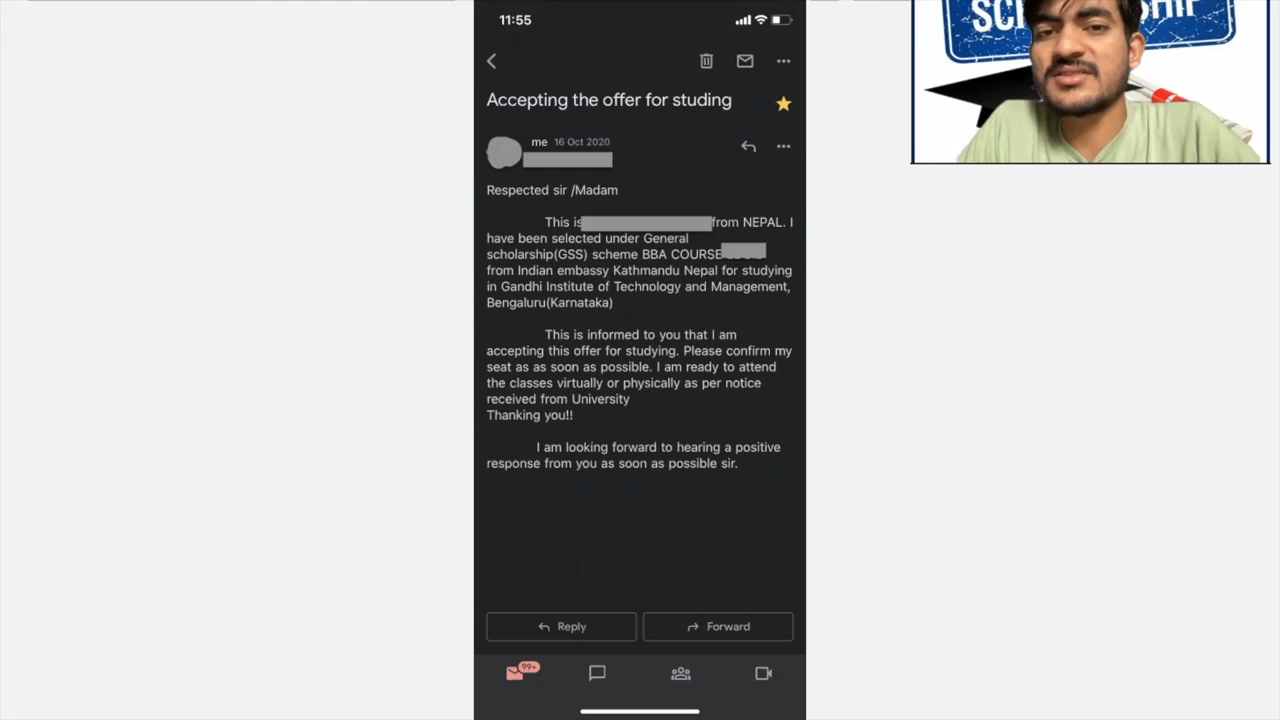 11:55
Accepting the offer for studing
me 16 Oct 2020
Respected sir /Madam
This is from NEPAL. I
have been selected under General
scholarship(GSS) scheme BBA COURSE
from Indian embassy Kathmandu Nepal for studying
in Gandhi Institute of Technology and Management,
Bengaluru(Karnataka)
This is informed to you that I am
accepting this offer for studying. Please confirm my
seat as as soon as possible. I am ready to attend
the classes virtually or physically as per notice
received from University
Thanking you!!
I am looking forward to hearing a positive
response from you as soon as possible sir.
Reply
Forward
99+